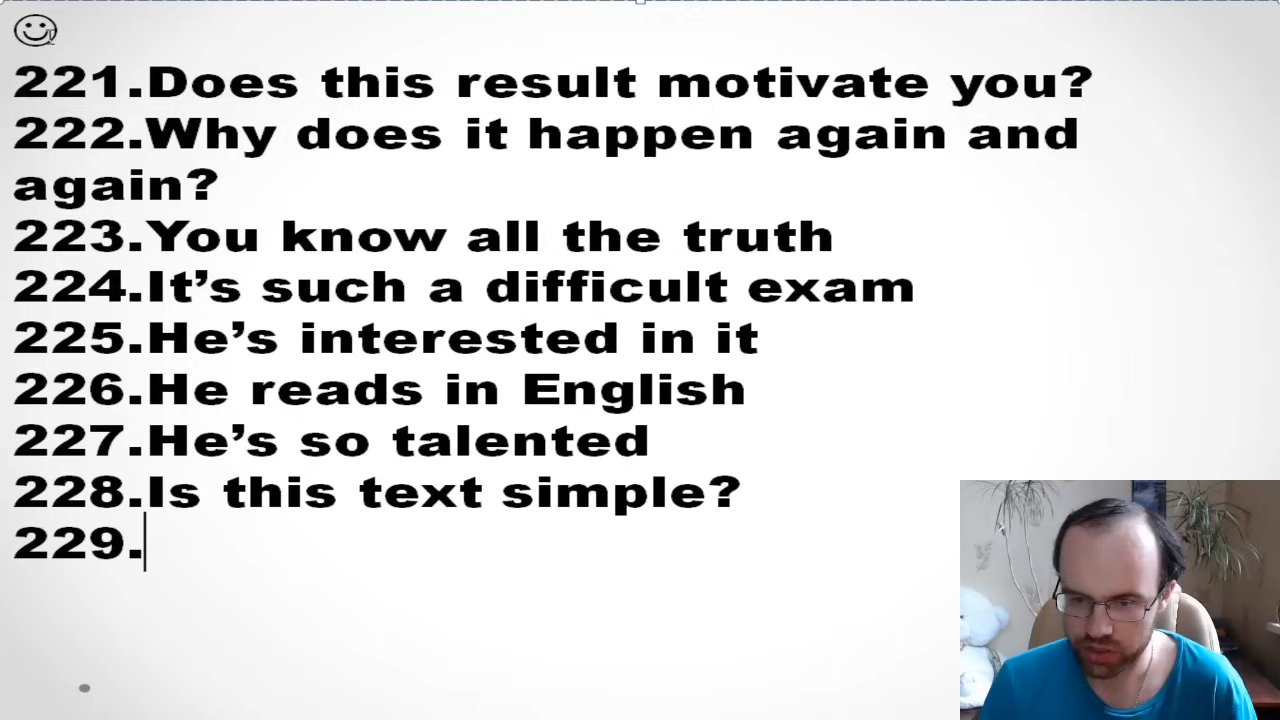 221.Does this result motivate you?
222.Why does it happen again and
again?
223.You know all the truth
224.It’s such a difficult exam
225.He’s interested in it
226.He reads in English
227.He’s so talented
228.Is this text simple?
229.